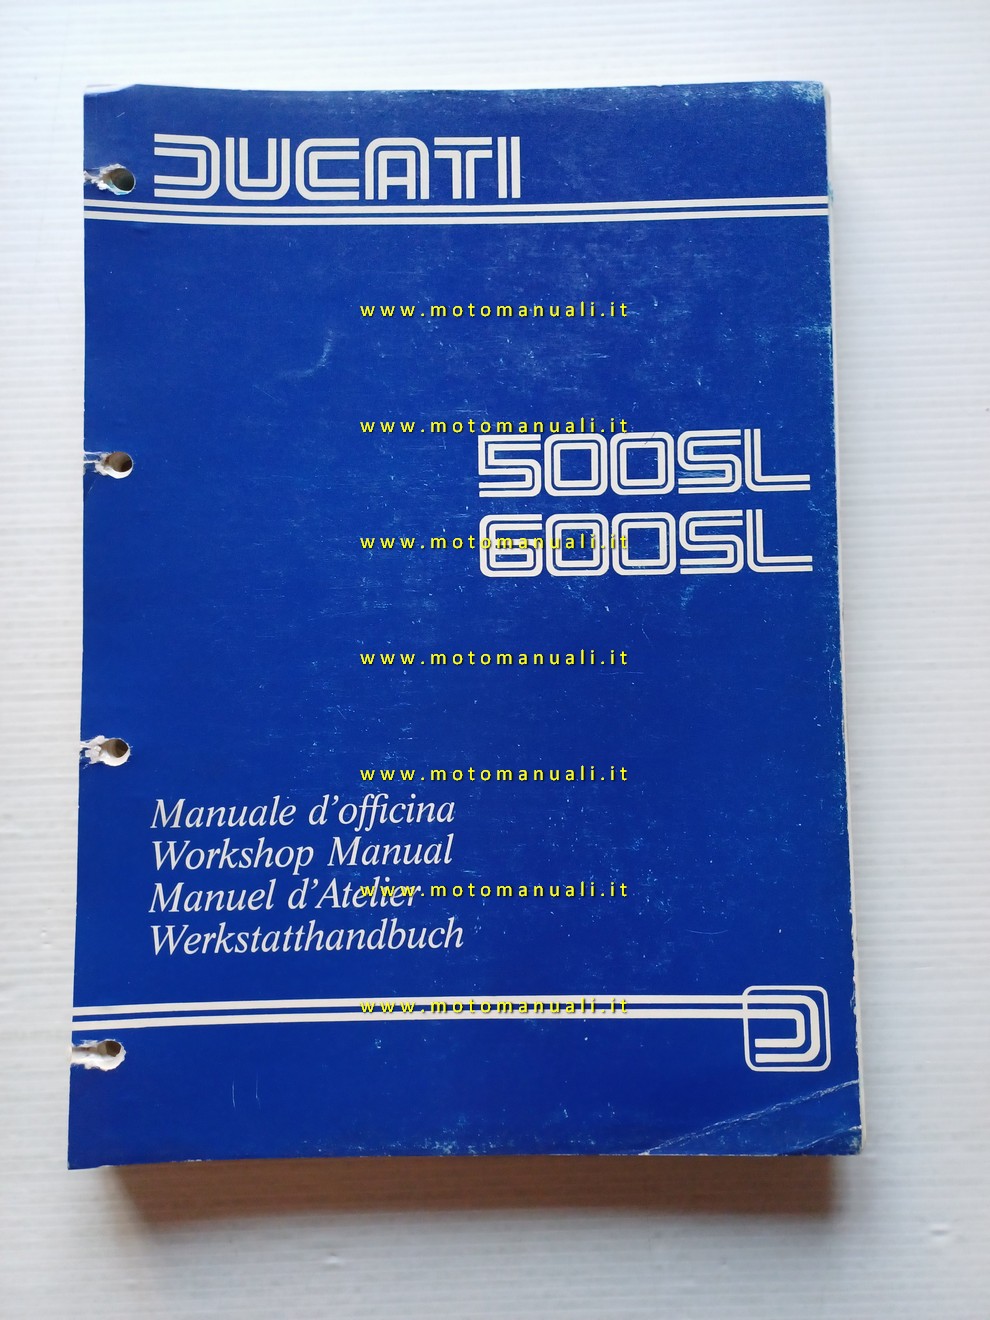 DUCATI
www.motomanuali.it
www.motomanuali.it
500SL
www.motomanuali.it
600SL
www.motomanuali.it
www.motomanuali.it
Manuale d'officina
Workshop Manual
Manuel d'Atelier
www.motomanuali.it
Werkstatthandbuch
www.motomanuali.it